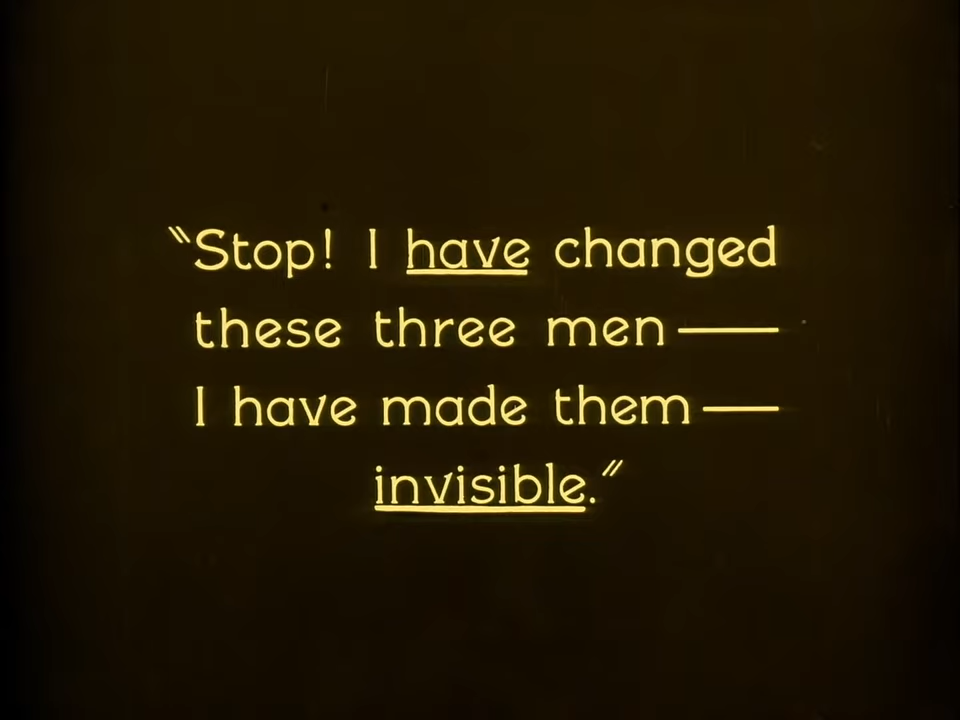 "Stop! I have changed
these three men——
I have made them—
invisible."